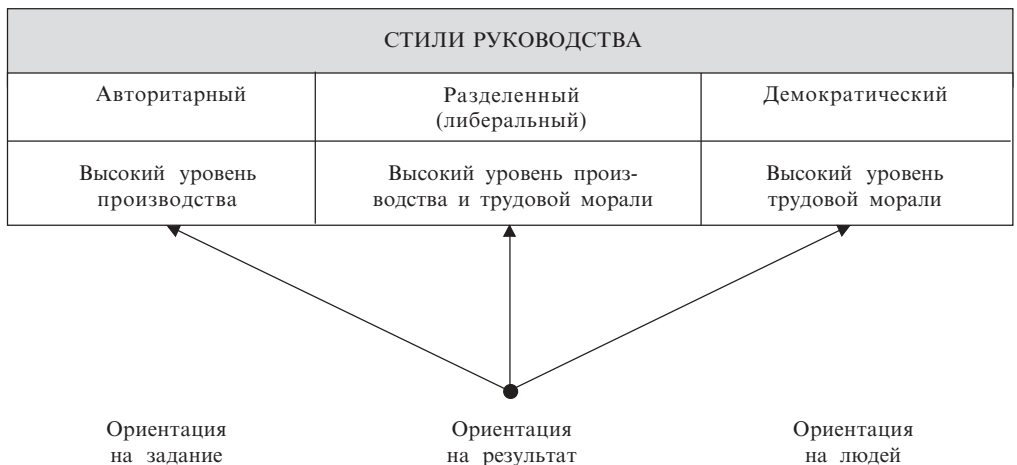 СТИЛИ РУКОВОДСТВА
Авторитарный
Разделенный
(либеральный)
Демократический
Высокий уровень
производства
Высокий уровень произ-
водства и трудовой морали
Высокий уровень
трудовой морали
Ориентация
на задание
Ориентация
на результат
Ориентация
на людей